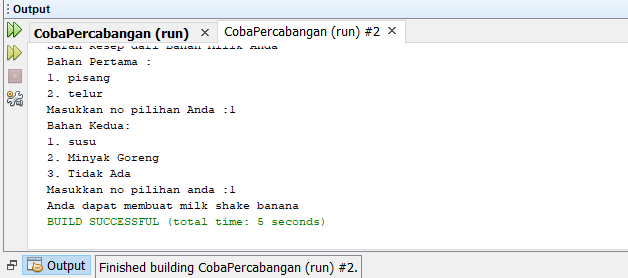 Output
CobaPercabangan (run) CobaPercabangan (run) #2
Saran Resep dari Bahan Milik Anda
Bahan Pertama :
1. pisang
2. telur
Masukkan no pilihan Anda :1
Bahan Kedua:
1. susu
2. Minyak Goreng
3. Tidak Ada
Masukkan no pilihan anda :1
Anda dapat membuat milk shake banana
BUILD SUCCESSFUL (total time: 5 seconds)
Output Finished building CobaPercabangan (run) #2.